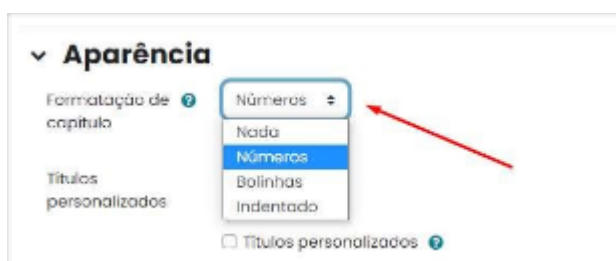 Aparência
Formatação de
capítulo
Números
Nada
Números
Bolinhas
Indentado
Títulos
personalizados
Títulos personalizados